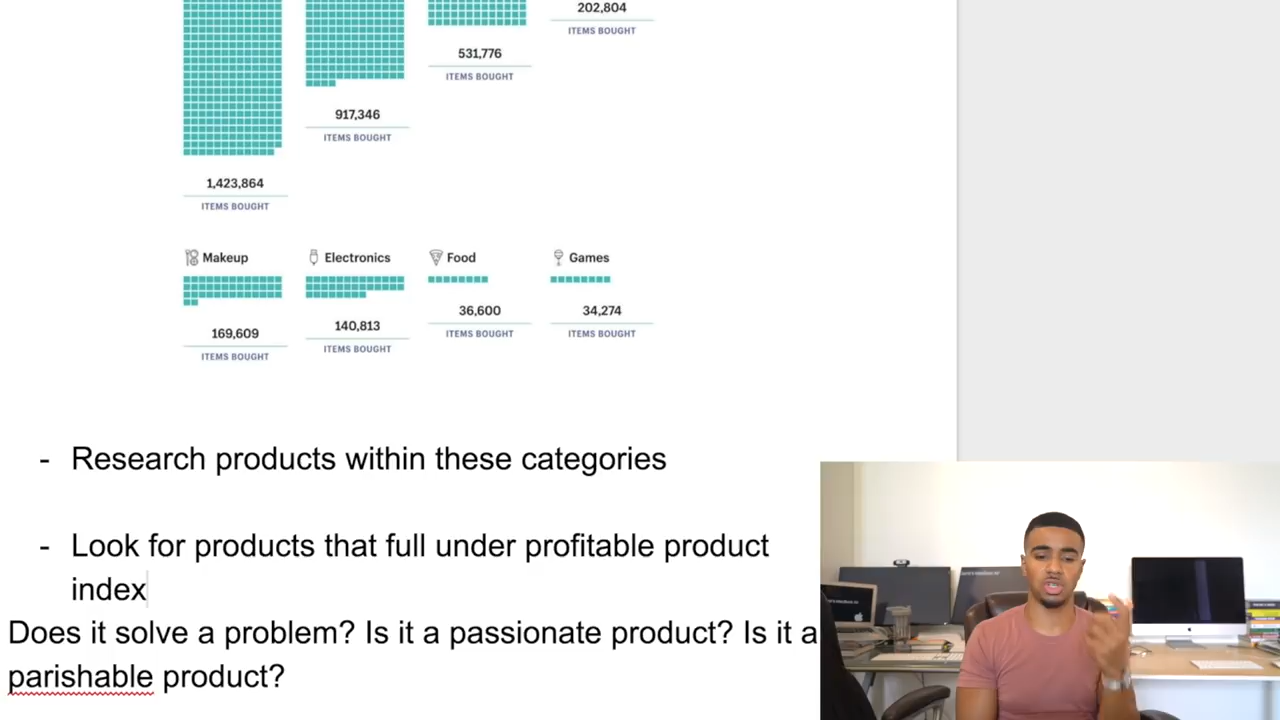 202,804
ITEMS BOUGHT
531,776
ITEMS BOUGHT
917,346
ITEMS BOUGHT
1,423,864
ITEMS BOUGHT
Makeup Electronics Food Games
36,600 34,274
169,609 140,813
ITEMS BOUGHT ITEMS BOUGHT
ITEMS BOUGHT ITEMS BOUGHT
- Research products within these categories
- Look for products that full under profitable product
index
Does it solve a problem? Is it a passionate product? Is it a
parishable product?